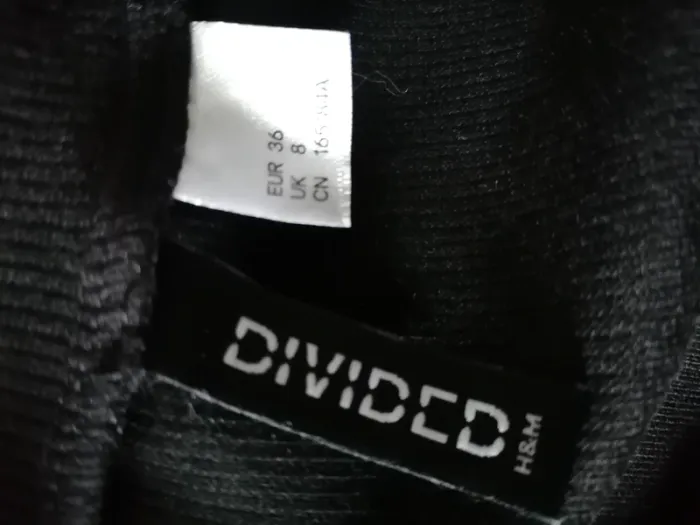 EUR 36
UK 8
CN
DIVIDED
H&M